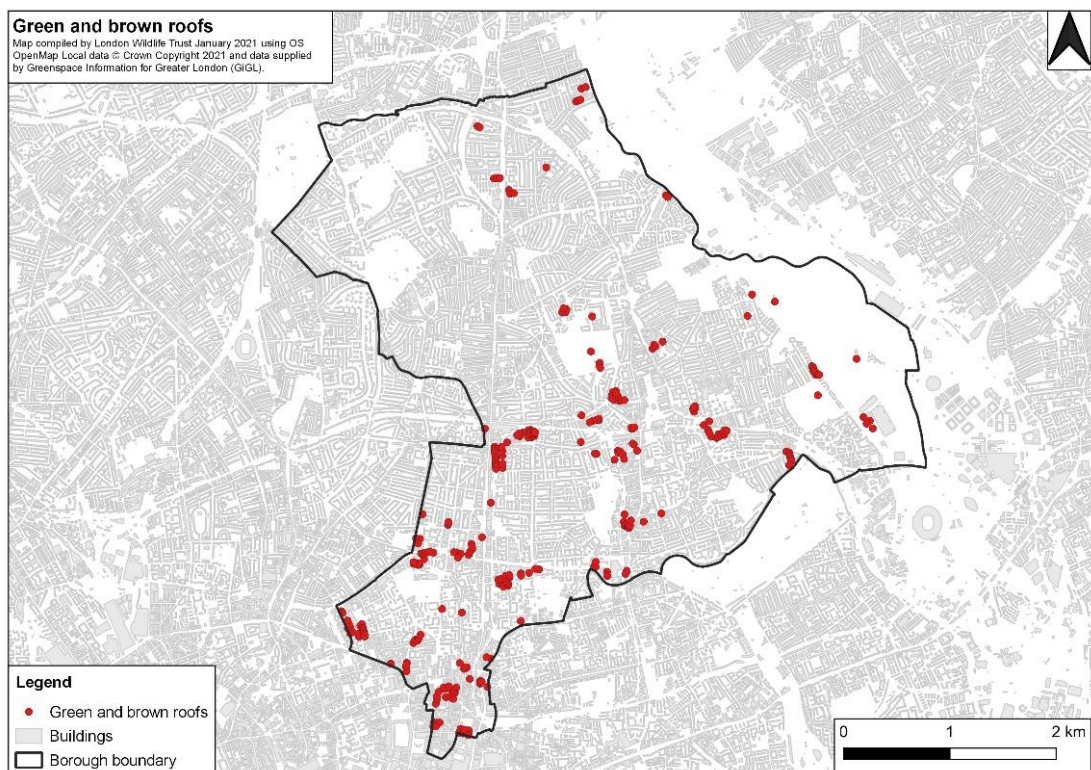 Green and brown roofs
Map compiled by London Wildlife Trust January 2021 using OS
OpenMap Local data © Crown Copyright 2021 and data supplied
by Greenspace Information for Greater London (GIGL).
Legend
Green and brown roofs
Buildings
Borough boundary
0 1 2 km